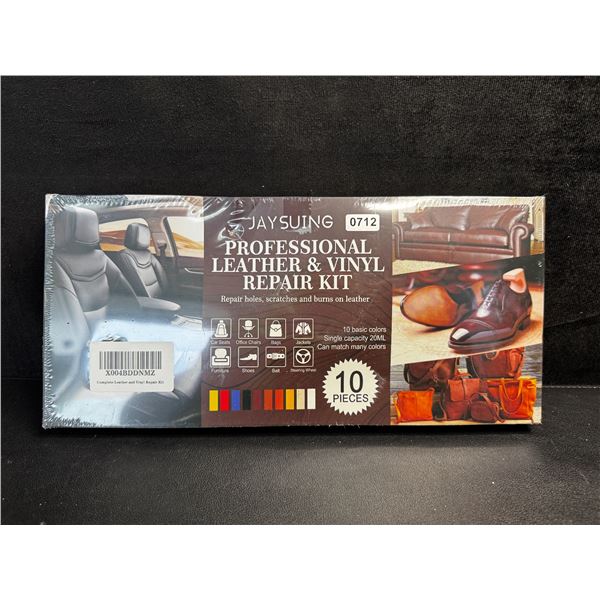 JAYSUING
0712
PROFESSIONAL
LEATHER & VINYL
REPAIR KIT
Repair holes, scratches and burns on leather
Car Seats Office Chairs Bags Jackets
Furniture Shoes Belt Steering Wheel
10 basic colors
Single capacity 20ML
Can match many colors
10
PIECES
X004BDDNMZ
Complete Leather and Vinyl Repair Kit